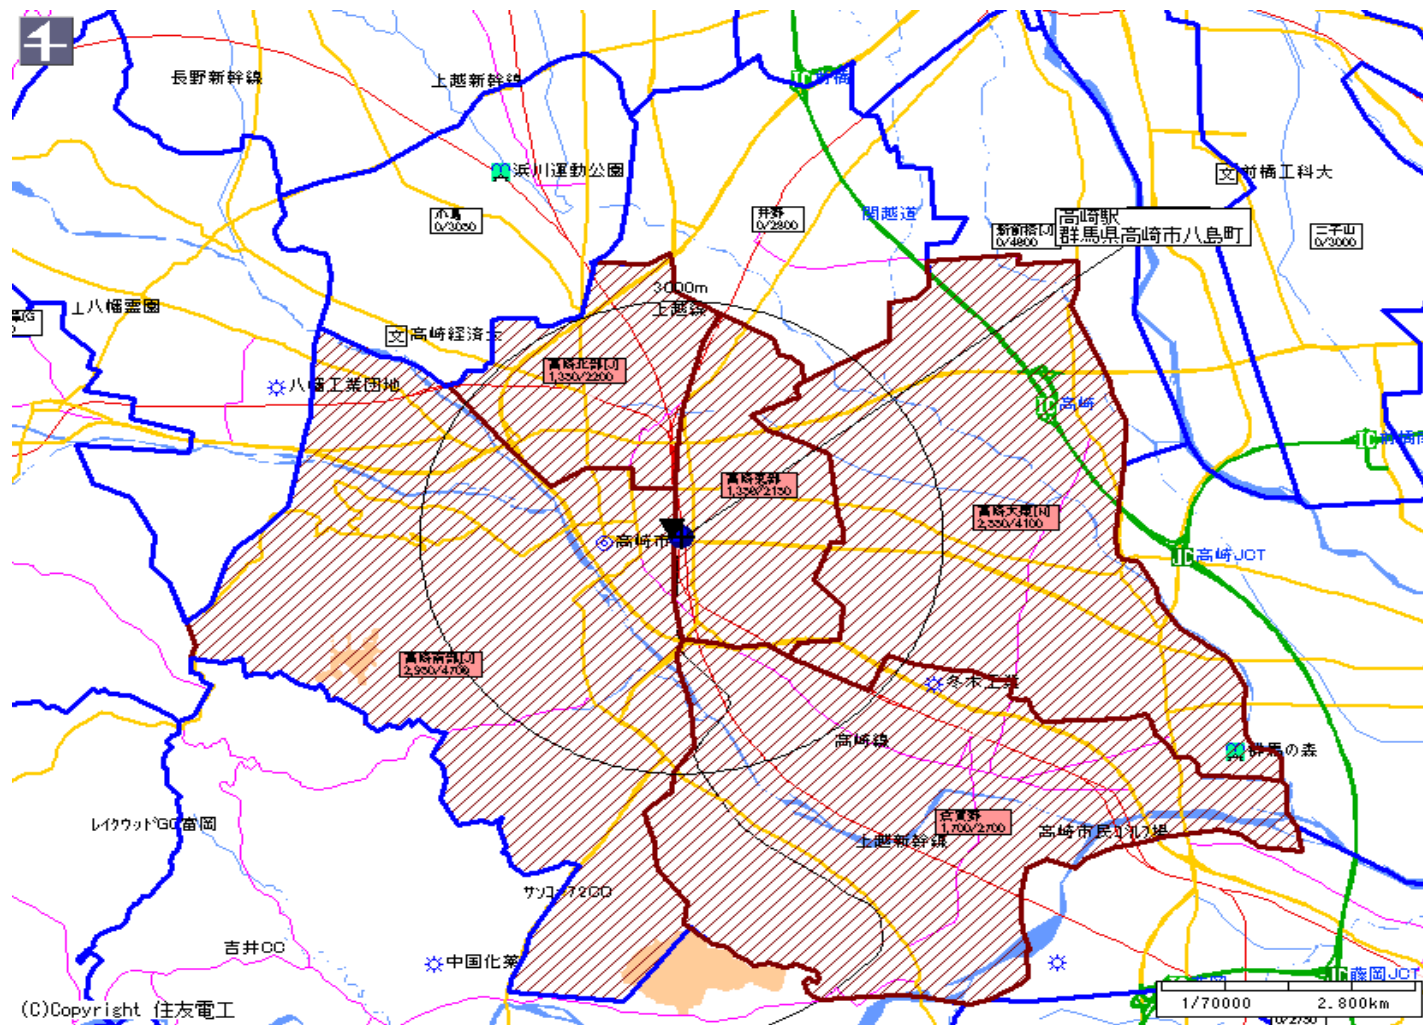 長野新幹線
上越新幹線
前橋
浜川運動公園
前橋工科大
小鳥
0/3050
井野
0/2800
関越道
新前橋[J]
0/4800
高崎駅
群馬県高崎市八島町
二子山
0/3000
3000m
上越線
八幡霊園
高崎経済大
高崎北部[J]
1,350/2200
八幡工業団地
高崎
高崎東部
1,350/2150
高崎大類[N]
2,550/4100
高崎市
高崎JCT
高崎南部[J]
2,950/4700
冬木工業
高崎線
群馬の森
レイクウッドGC富岡
倉賀野
1,700/2700
高崎市民ゴルフ場
上越新幹線
サンコー72CC
吉井CC
中国化薬
藤岡JCT
(C)Copyright 住友電工
1/70000
2.800km